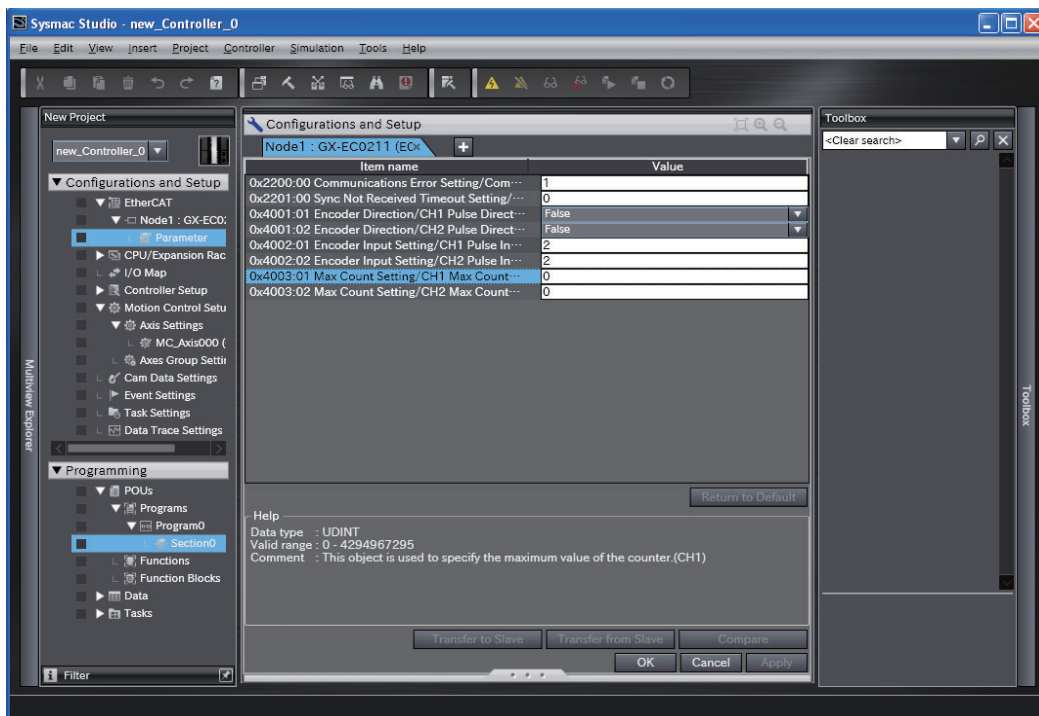 Sysmac Studio - new_Controller_0
File Edit View Insert Project Controller Simulation Tools Help
New Project
new_Controller_0
Configurations and Setup
EtherCAT
Node1 : GX-EC02
Parameter
CPU/Expansion Rac
I/O Map
Controller Setup
Motion Control Setu
Axis Settings
MC_Axis000 (
Axes Group Settin
Cam Data Settings
Event Settings
Task Settings
Data Trace Settings
Programming
POUs
Programs
Program0
Section0
Functions
Function Blocks
Data
Tasks
Filter
Multiview Explorer
Configurations and Setup
Node1 : GX-EC0211 (EC
Item name Value
0x2200:00 Communications Error Setting/Com··· 1
0x2201:00 Sync Not Received Timeout Setting/··· 0
0x4001:01 Encoder Direction/CH1 Pulse Direct··· False
0x4001:02 Encoder Direction/CH2 Pulse Direct··· False
0x4002:01 Encoder Input Setting/CH1 Pulse In··· 2
0x4002:02 Encoder Input Setting/CH2 Pulse In··· 2
0x4003:01 Max Count Setting/CH1 Max Count··· 0
0x4003:02 Max Count Setting/CH2 Max Count··· 0
Return to Default
Help
Data type : UDINT
Valid range : 0 - 4294967295
Comment : This object is used to specify the maximum value of the counter.(CH1)
Transfer to Slave Transfer from Slave Compare
OK Cancel Apply
Toolbox
<Clear search>
Toolbox